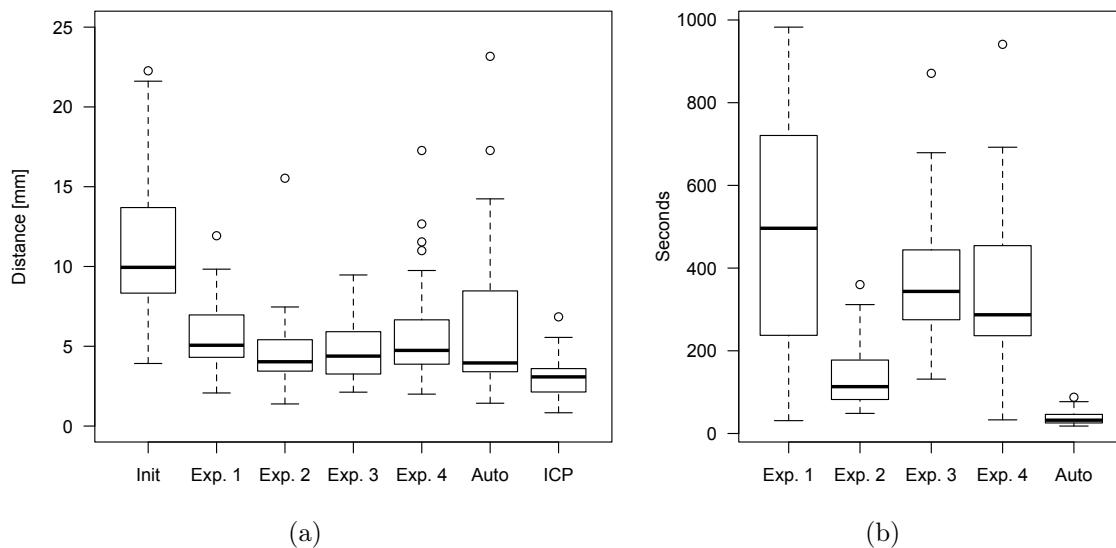 25
20
15
10
5
0
Distance [mm]
Init Exp. 1 Exp. 2 Exp. 3 Exp. 4 Auto ICP
(a)
1000
800
600
400
200
0
Seconds
Exp. 1 Exp. 2 Exp. 3 Exp. 4 Auto
(b)